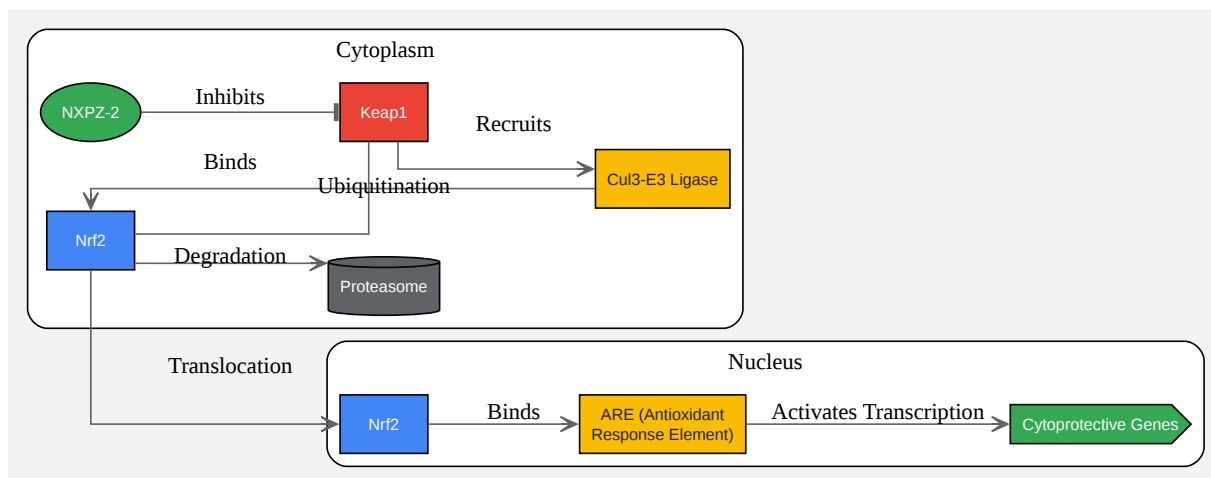 Cytoplasm
NXPZ-2
Inhibits
Keap1
Recruits
Binds
Ubiquitination
Cul3-E3 Ligase
Nrf2
Degradation
Proteasome
Translocation
Nucleus
Nrf2
Binds
ARE (Antioxidant
Response Element)
Activates Transcription
Cytoprotective Genes